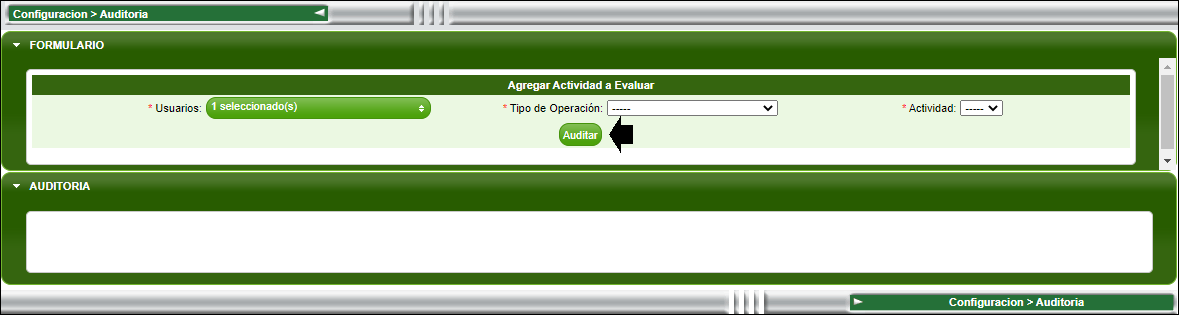 Configuracion > Auditoria
FORMULARIO
Agregar Actividad a Evaluar
* Usuarios: 1 seleccionado(s) * Tipo de Operación: ----- * Actividad: -----
Auditar
AUDITORIA
Configuracion > Auditoria